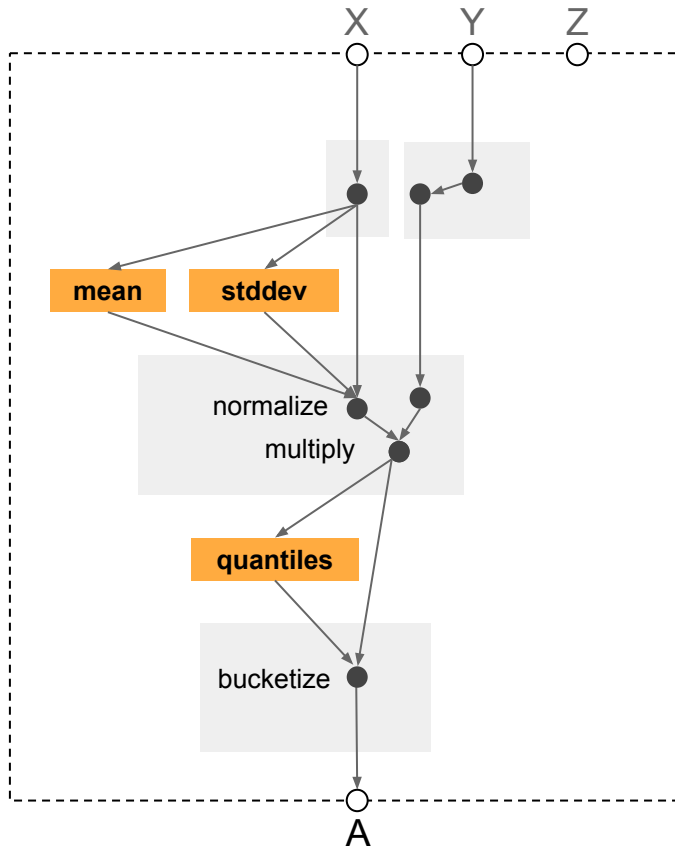 X Y Z
mean stddev
normalize
multiply
quantiles
bucketize
A